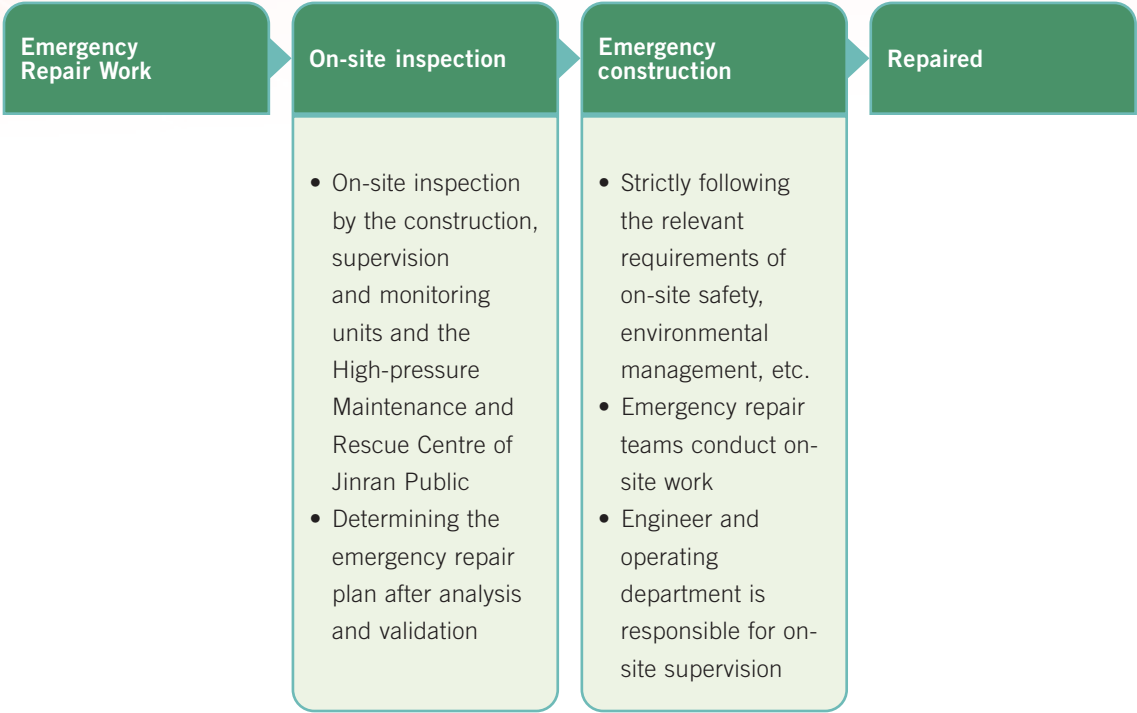 Emergency
Repair Work
On-site inspection
Emergency
construction
Repaired
• On-site inspection
by the construction,
supervision
and monitoring
units and the
High-pressure
Maintenance and
Rescue Centre of
Jinran Public
• Determining the
emergency repair
plan after analysis
and validation
• Strictly following
the relevant
requirements of
on-site safety,
environmental
management, etc.
• Emergency repair
teams conduct on-
site work
• Engineer and
operating
department is
responsible for on-
site supervision